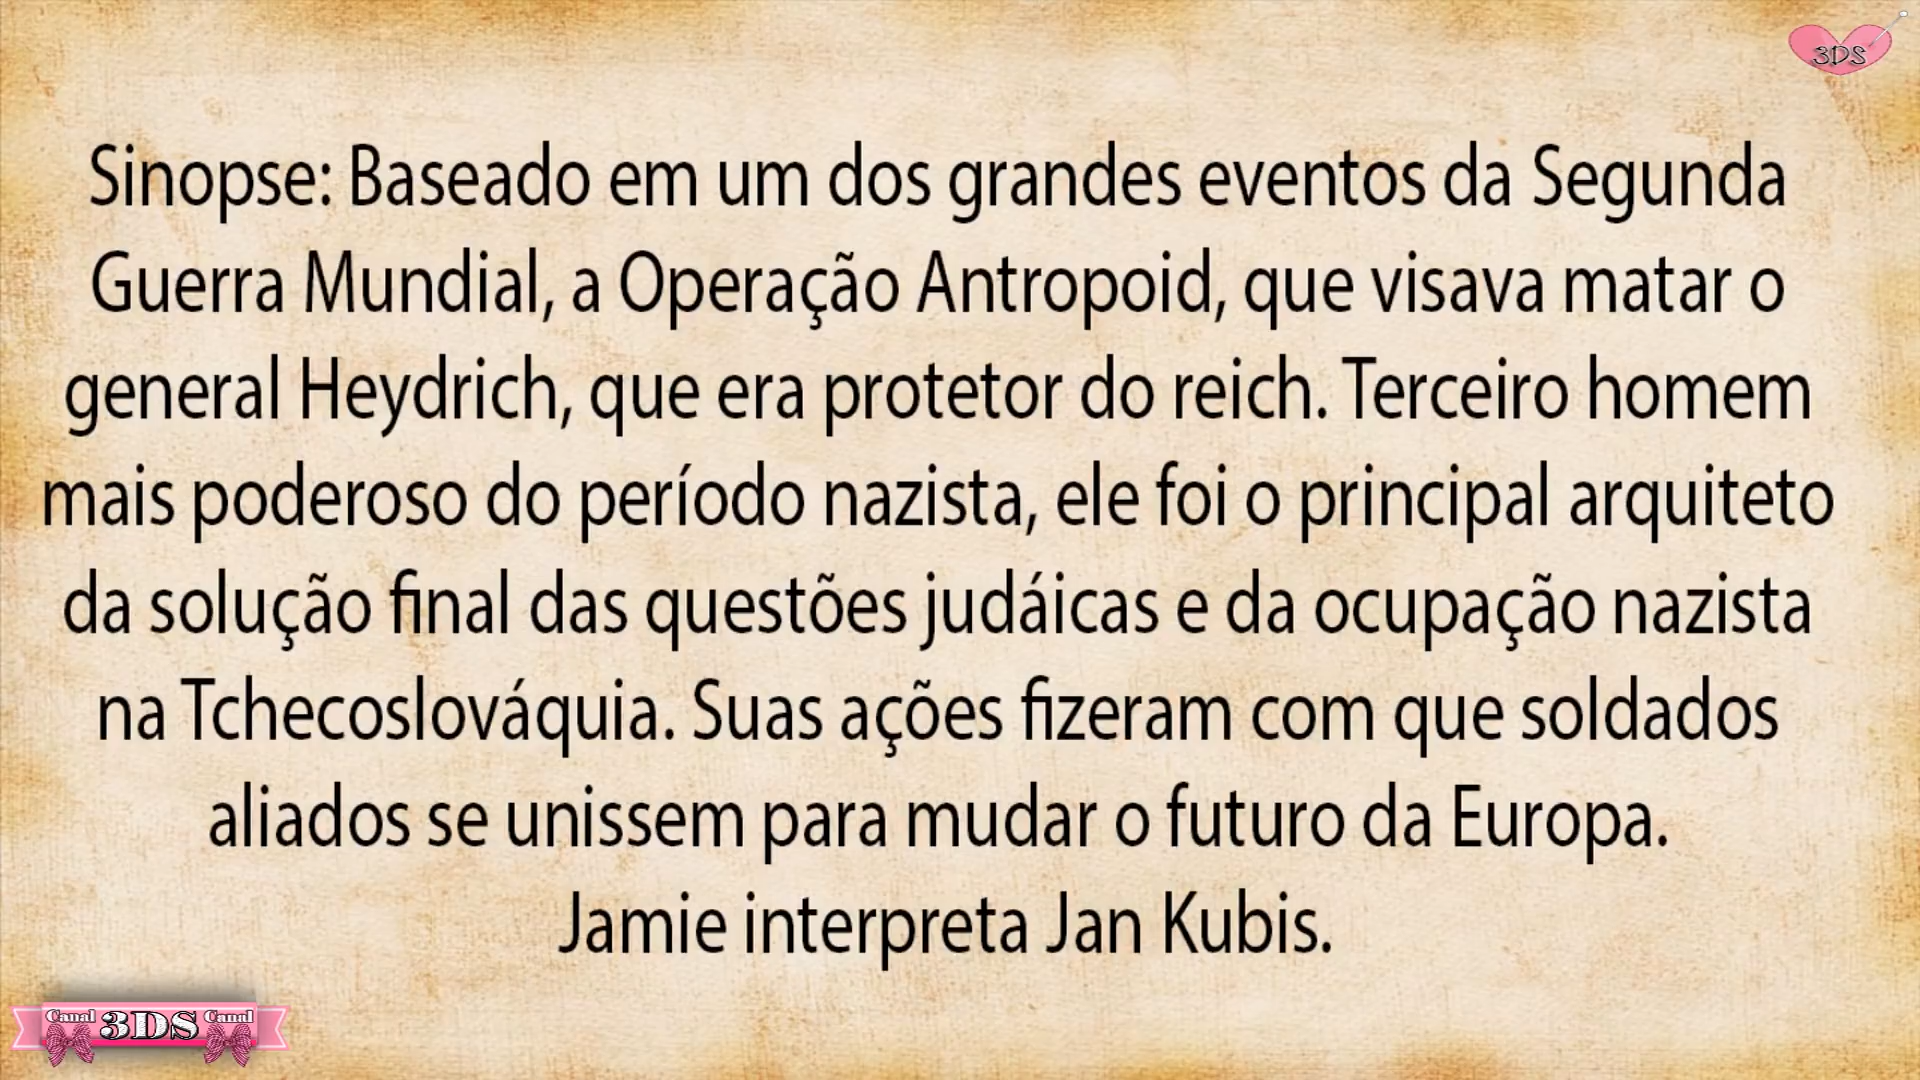 3DS
Sinopse: Baseado em um dos grandes eventos da Segunda
Guerra Mundial, a Operação Antropoid, que visava matar o
general Heydrich, que era protetor do reich. Terceiro homem
mais poderoso do período nazista, ele foi o principal arquiteto
da solução final das questões judáicas e da ocupação nazista
na Tchecoslováquia. Suas ações fizeram com que soldados
aliados se unissem para mudar o futuro da Europa.
Jamie interpreta Jan Kubis.
Canal 3DS Canal